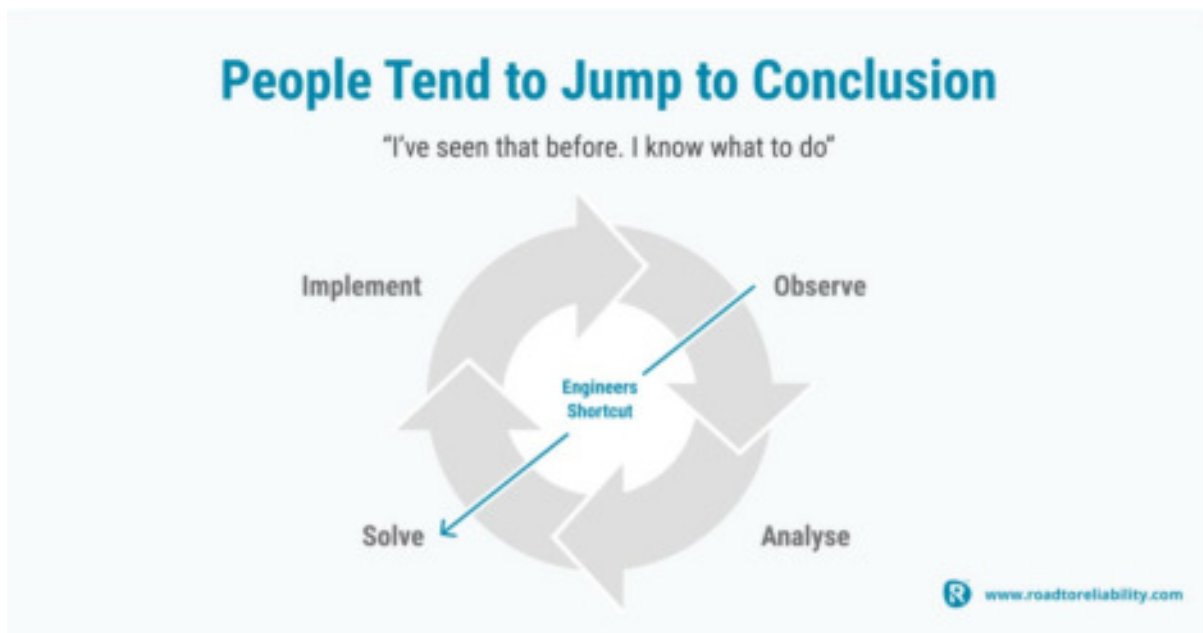 People Tend to Jump to Conclusion
“I've seen that before. I know what to do”
Implement
Observe
Engineers
Shortcut
Solve
Analyse
R www.roadtoreliability.com